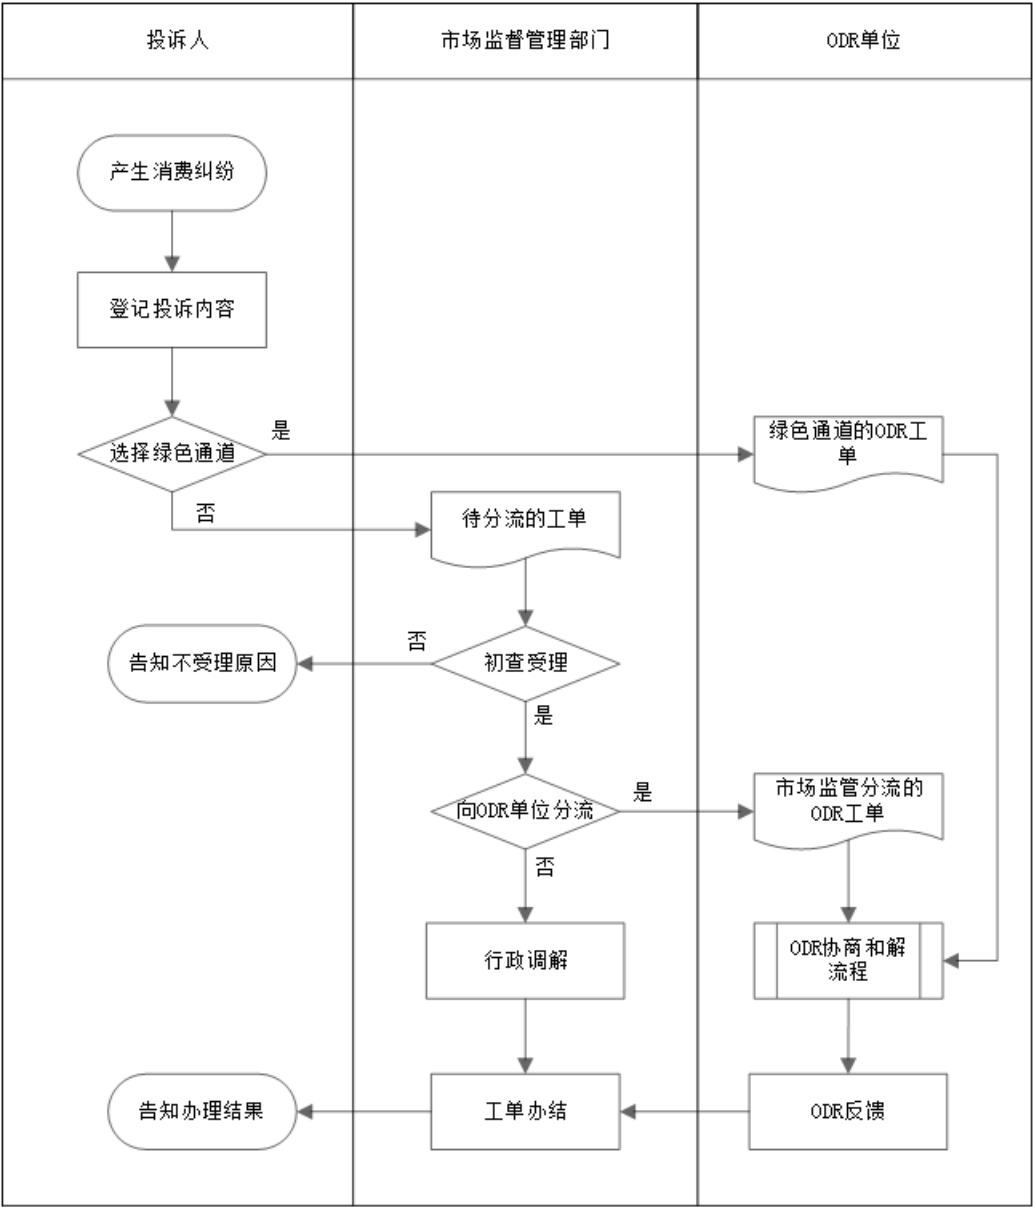 投诉人
市场监督管理部门
ODR单位
产生消费纠纷
登记投诉内容
选择绿色通道
是
绿色通道的ODR工
单
否
待分流的工单
告知不受理原因
否
初查受理
是
向ODR单位分流
是
市场监管分流的
ODR工单
否
行政调解
ODR协商和解
流程
告知办理结果
工单办结
ODR反馈